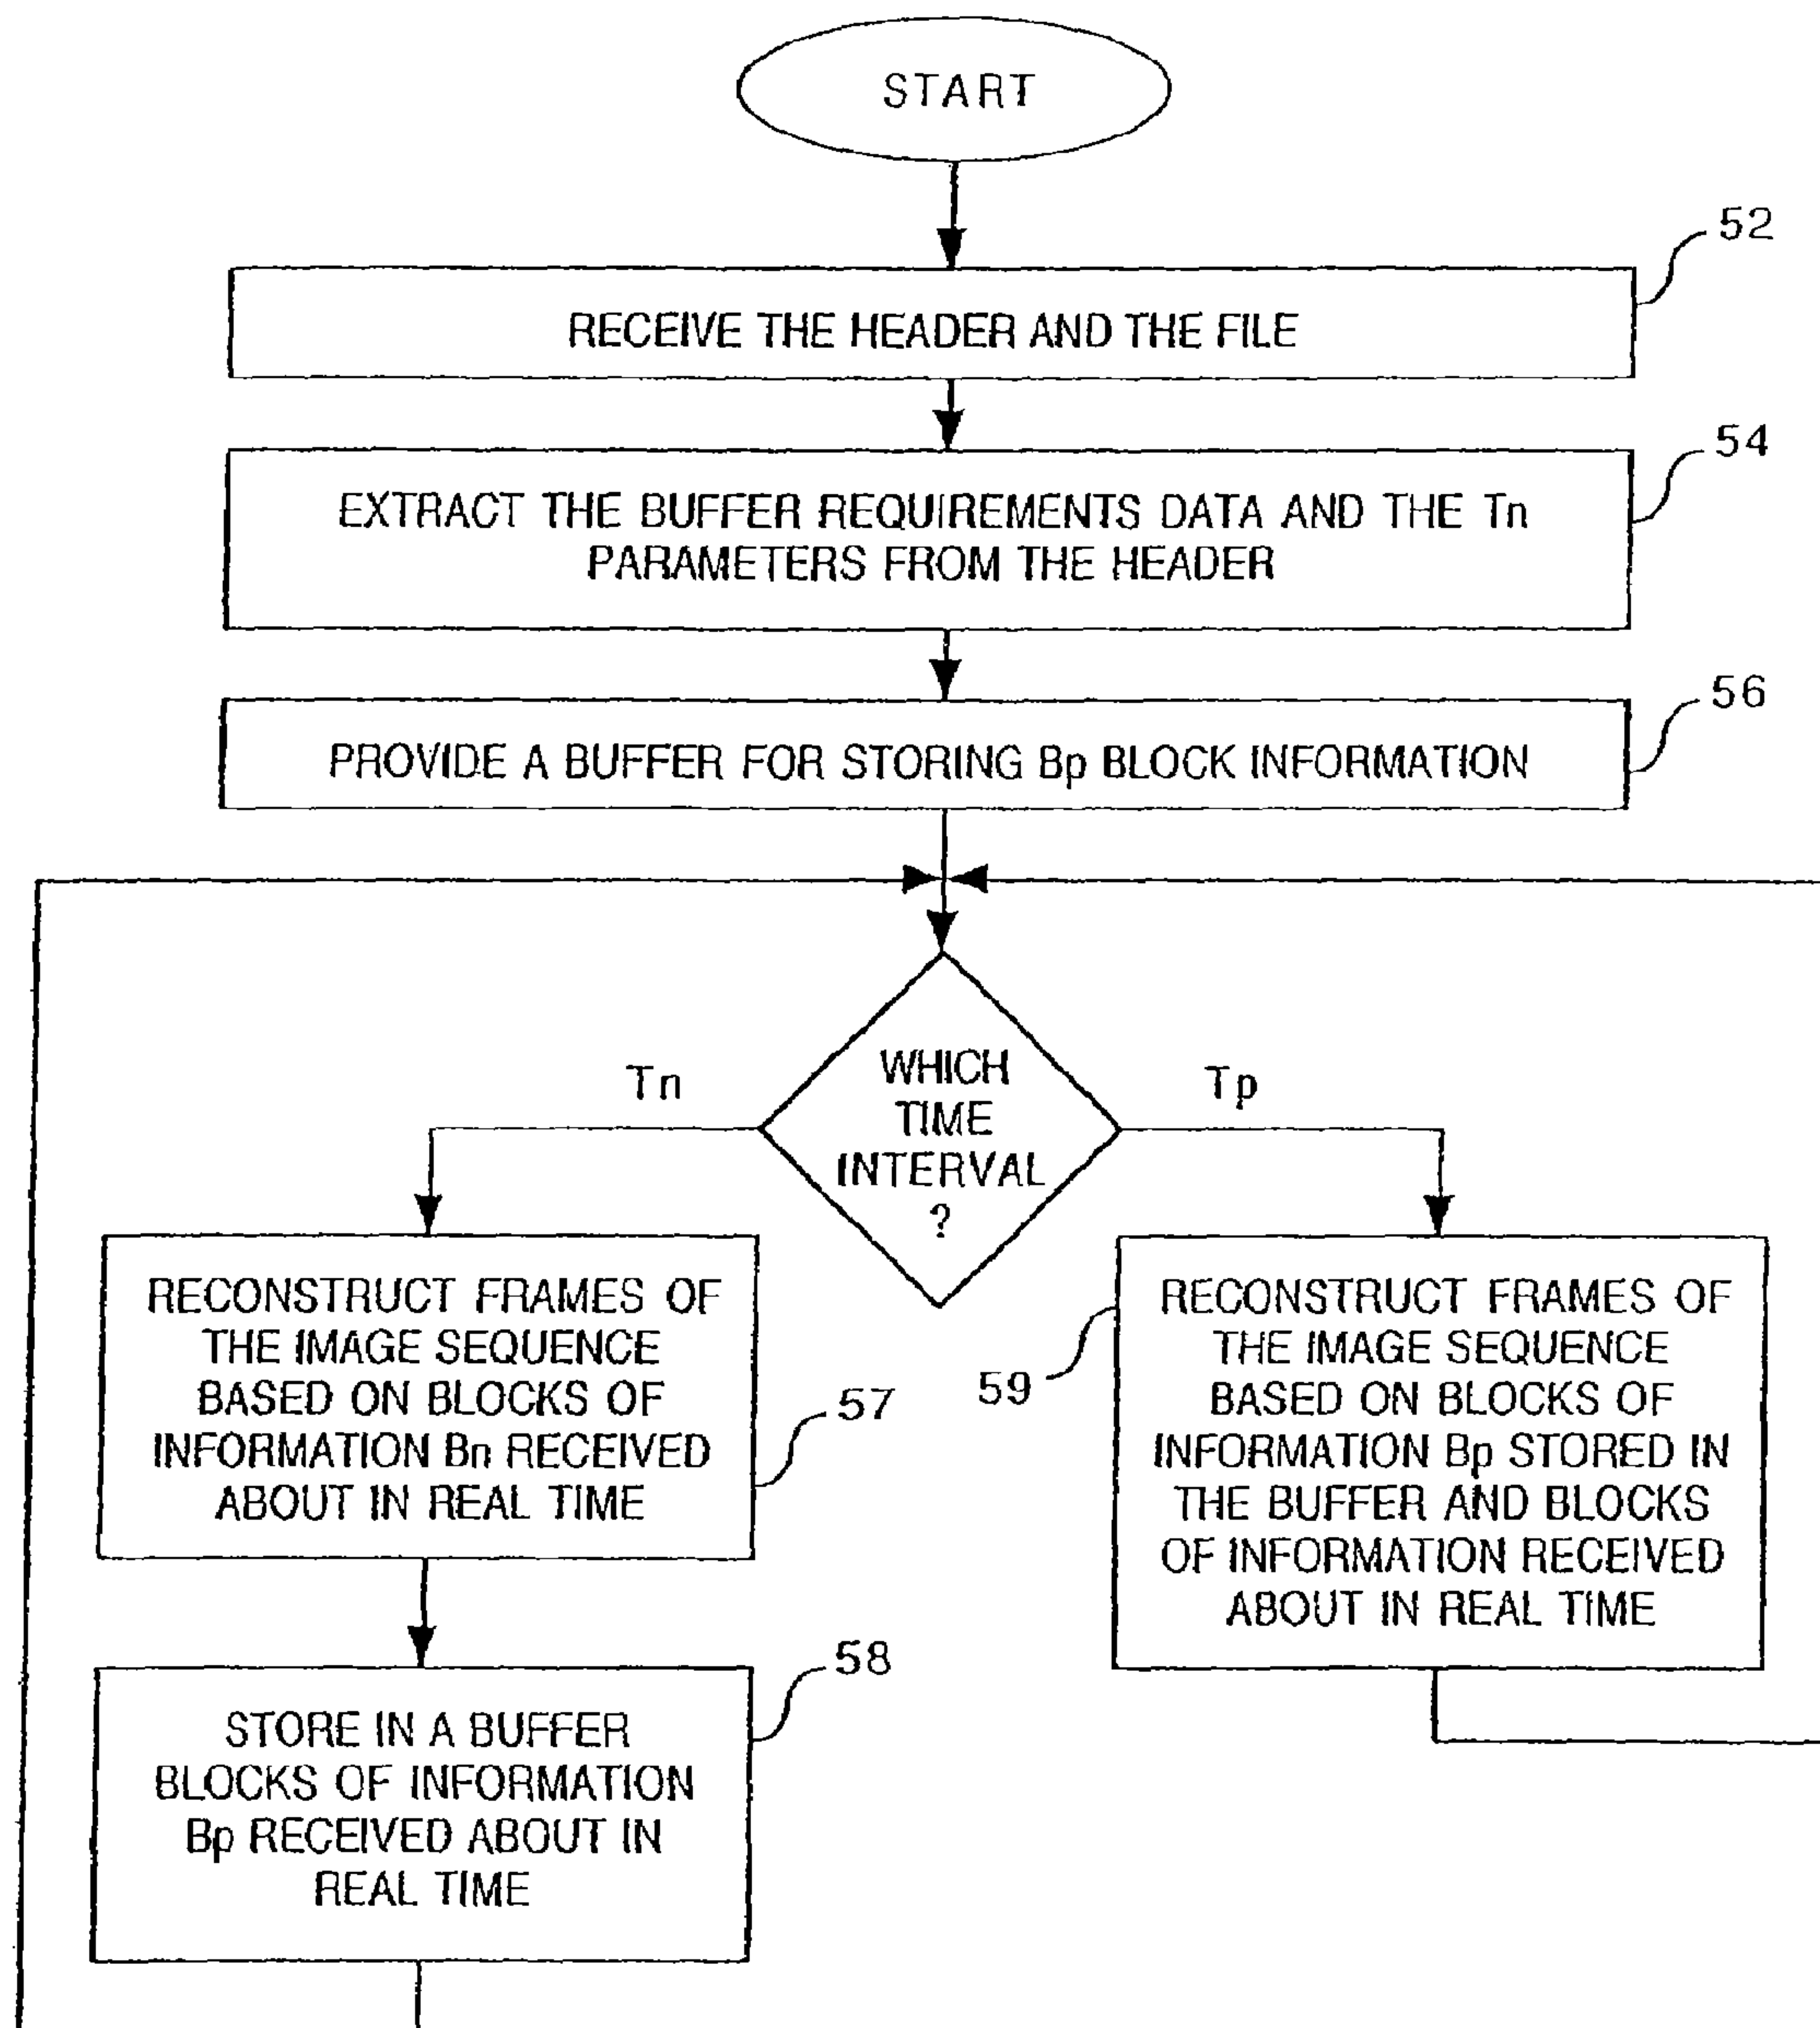 START
52
RECEIVE THE HEADER AND THE FILE
54
EXTRACT THE BUFFER REQUIREMENTS DATA AND THE Tn
PARAMETERS FROM THE HEADER
56
PROVIDE A BUFFER FOR STORING Bp BLOCK INFORMATION
WHICH
TIME
INTERVAL
?
Tn
Tp
RECONSTRUCT FRAMES OF
THE IMAGE SEQUENCE
BASED ON BLOCKS OF
INFORMATION Bn RECEIVED
ABOUT IN REAL TIME
57
59
RECONSTRUCT FRAMES OF
THE IMAGE SEQUENCE
BASED ON BLOCKS OF
INFORMATION Bp STORED IN
THE BUFFER AND BLOCKS
OF INFORMATION RECEIVED
ABOUT IN REAL TIME
58
STORE IN A BUFFER
BLOCKS OF INFORMATION
Bp RECEIVED ABOUT IN
REAL TIME